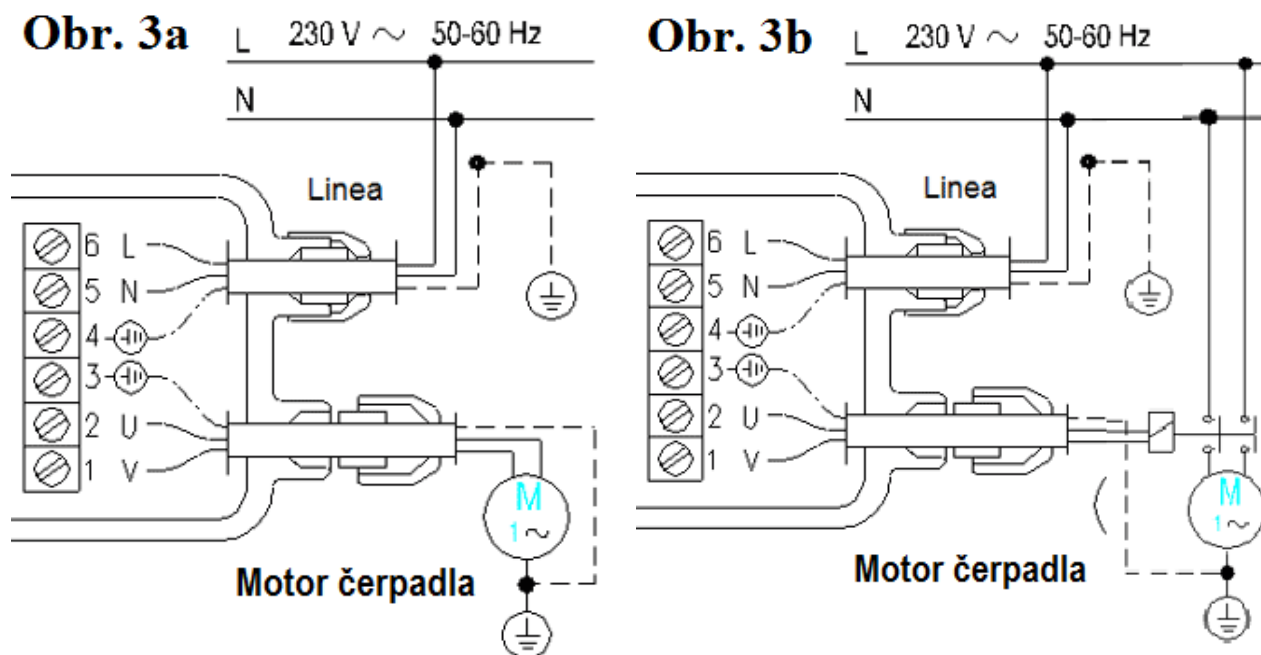 Obr. 3a
L 230 V ~ 50-60 Hz
N
Linea
6 L
5 N
4
3
2 U
1 V
M
1 ~
Motor čerpadla
Obr. 3b
L 230 V ~ 50-60 Hz
N
Linea
6 L
5 N
4
3
2 U
1 V
M
1 ~
Motor čerpadla